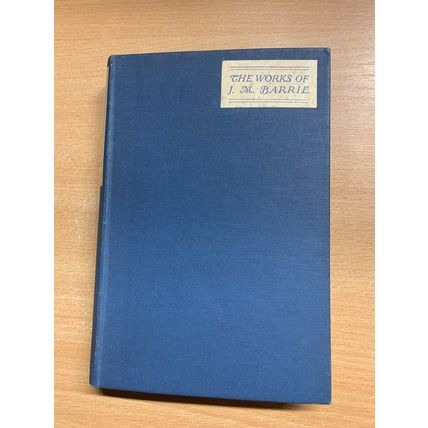 THE WORKS OF
J. M. BARRIE